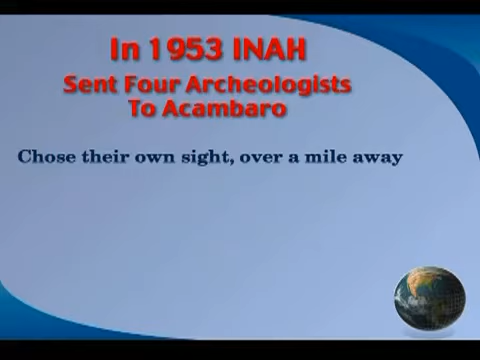 In 1953 INAH
Sent Four Archeologists
To Acambaro
Chose their own sight, over a mile away